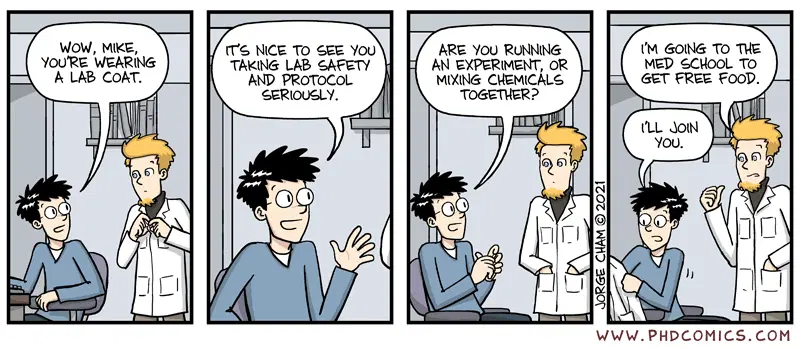 WOW, MIKE,
YOU'RE WEARING
A LAB COAT.
IT'S NICE TO SEE YOU
TAKING LAB SAFETY
AND PROTOCOL
SERIOUSLY.
ARE YOU RUNNING
AN EXPERIMENT, OR
MIXING CHEMICALS
TOGETHER?
I'M GOING TO THE
MED SCHOOL TO
GET FREE FOOD.
I'LL JOIN
YOU.
JORGE CHAM © 2021
WWW.PHDCOMICS.COM